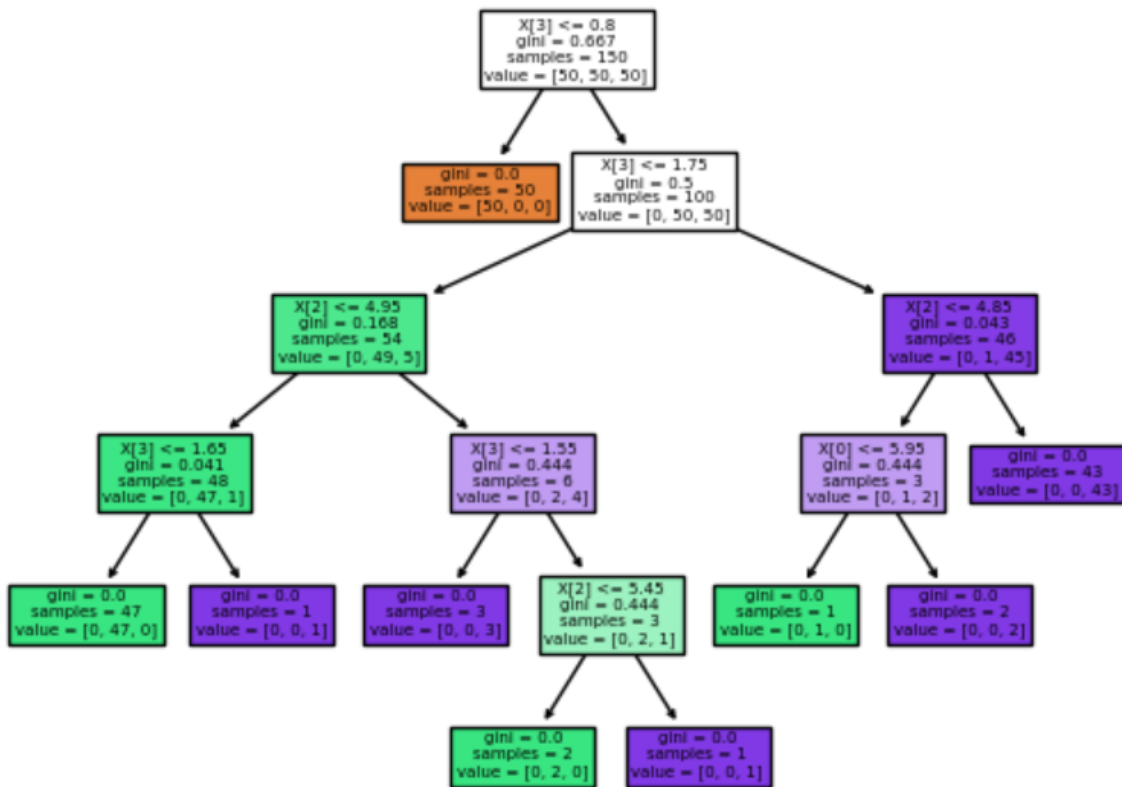 X[3] <= 0.8
gini = 0.667
samples = 150
value = [50, 50, 50]
gini = 0.0
samples = 50
value = [50, 0, 0]
X[3] <= 1.75
gini = 0.5
samples = 100
value = [0, 50, 50]
X[2] <= 4.95
gini = 0.168
samples = 54
value = [0, 49, 5]
X[2] <= 4.85
gini = 0.043
samples = 46
value = [0, 1, 45]
X[3] <= 1.65
gini = 0.041
samples = 48
value = [0, 47, 1]
X[3] <= 1.55
gini = 0.444
samples = 6
value = [0, 2, 4]
X[0] <= 5.95
gini = 0.444
samples = 3
value = [0, 1, 2]
gini = 0.0
samples = 43
value = [0, 0, 43]
gini = 0.0
samples = 47
value = [0, 47, 0]
gini = 0.0
samples = 1
value = [0, 0, 1]
gini = 0.0
samples = 3
value = [0, 0, 3]
X[2] <= 5.45
gini = 0.444
samples = 3
value = [0, 2, 1]
gini = 0.0
samples = 1
value = [0, 1, 0]
gini = 0.0
samples = 2
value = [0, 0, 2]
gini = 0.0
samples = 2
value = [0, 2, 0]
gini = 0.0
samples = 1
value = [0, 0, 1]